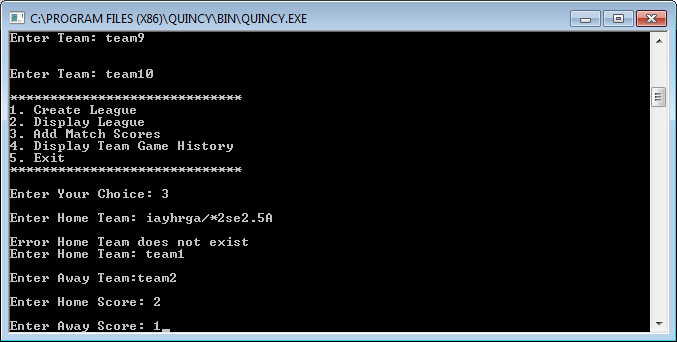 C:\PROGRAM FILES (X86)\QUINCY\BIN\QUINCY.EXE
Enter Team: team9
Enter Team: team10
*****************************
1. Create League
2. Display League
3. Add Match Scores
4. Display Team Game History
5. Exit
*****************************
Enter Your Choice: 3
Enter Home Team: iayhrga/*2se2.5A
Error Home Team does not exist
Enter Home Team: team1
Enter Away Team:team2
Enter Home Score: 2
Enter Away Score: 1_